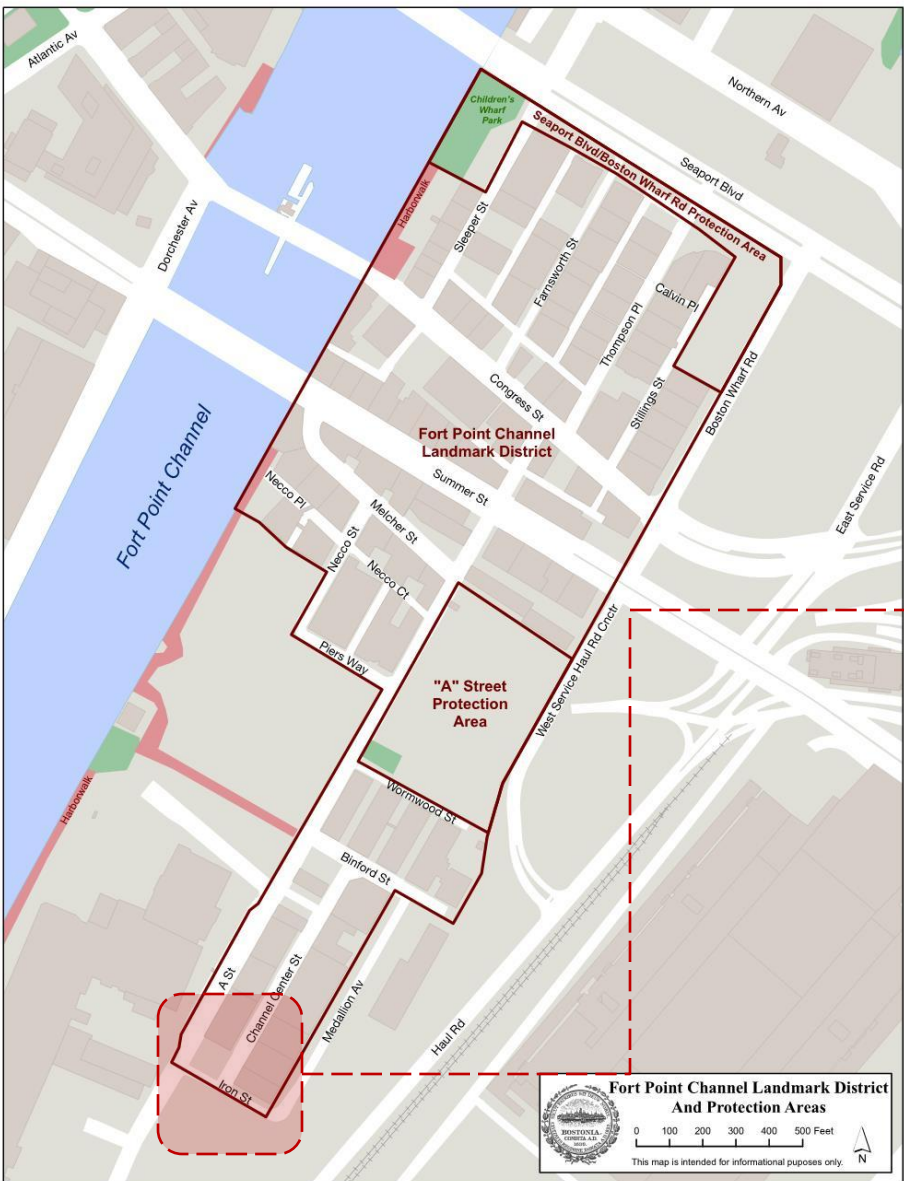 Atlantic Av
Northern Av
Children's
Wharf
Park
Seaport Blvd/Boston Wharf Rd Protection Area
Seaport Blvd
Harborwalk
Dorchester Av
Sleeper St
Farnsworth St
Calvin Pl
Thompson Pl
Stillings St
Boston Wharf Rd
Congress St
Fort Point Channel
Fort Point Channel
Landmark District
Summer St
East Service Rd
Necco Pl
Melcher St
Necco St
Necco Ct
Piers Way
West Service Haul Rd Cnctr
"A" Street
Protection
Area
Harborwalk
Wormwood St
Binford St
A St
Channel Center St
Medallion Av
Haul Rd
Iron St
Fort Point Channel Landmark District
And Protection Areas
BOSTONIA.
CONDITA A.D.
1630.
0 100 200 300 400 500 Feet
This map is intended for informational puposes only.
N